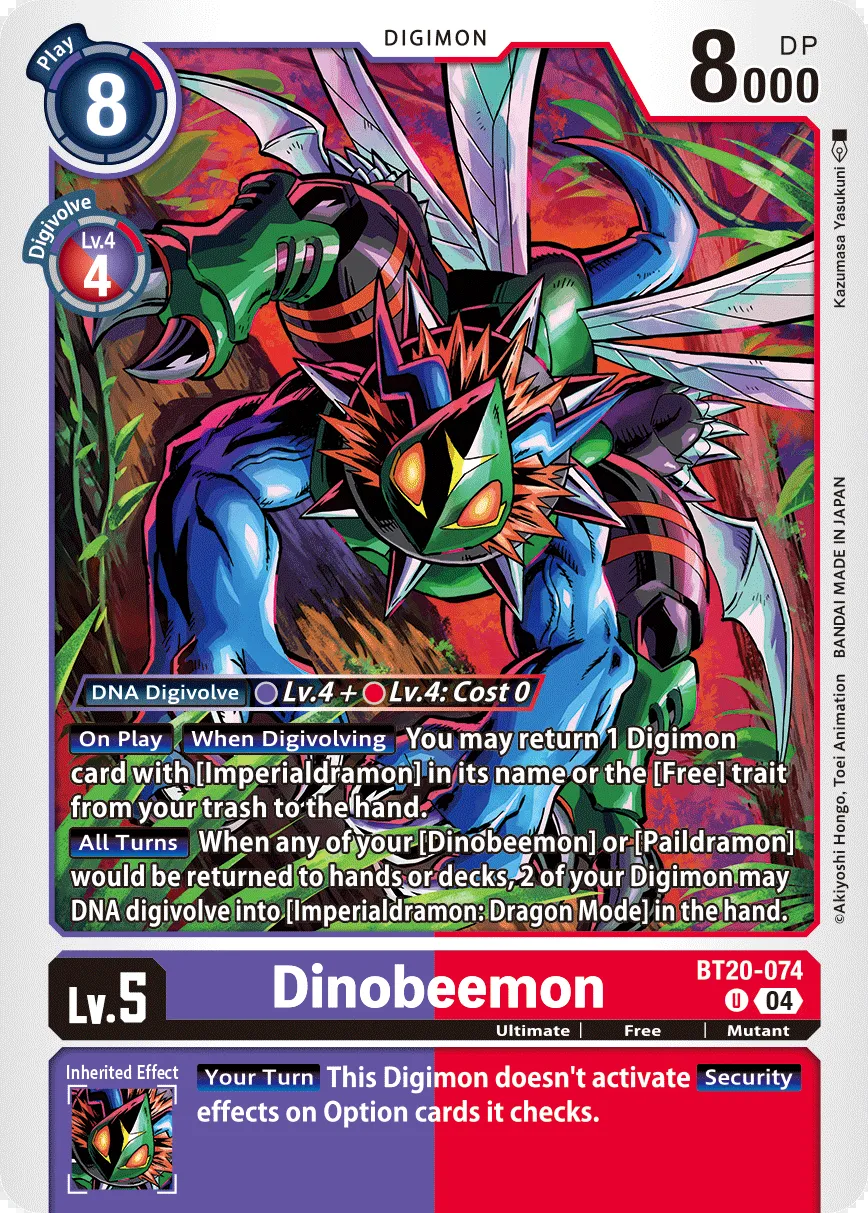 DIGIMON
Play
8
DP
8000
Digivolve
Lv.4
4
Kazumasa Yasukuni
©Akiyoshi Hongo, Toei Animation BANDAI MADE IN JAPAN
DNA Digivolve Lv.4 + Lv.4: Cost 0
On Play When Digivolving You may return 1 Digimon
card with [Imperialdramon] in its name or the [Free] trait
from your trash to the hand.
All Turns When any of your [Dinobeemon] or [Paildramon]
would be returned to hands or decks, 2 of your Digimon may
DNA digivolve into [Imperialdramon: Dragon Mode] in the hand.
Lv.5
Dinobeemon
BT20-074
U 04
Ultimate | Free | Mutant
Inherited Effect
Your Turn This Digimon doesn't activate Security
effects on Option cards it checks.